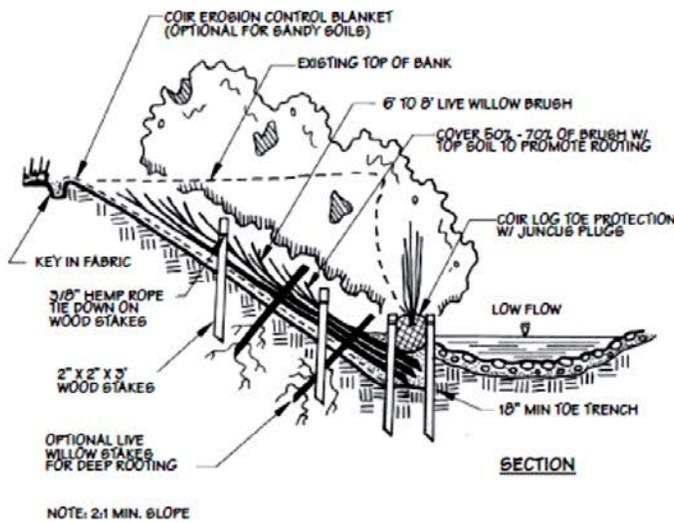 COIR EROSION CONTROL BLANKET
(OPTIONAL FOR SANDY SOILS)
EXISTING TOP OF BANK
6' TO 8' LIVE WILLOW BRUSH
COVER 50% - 70% OF BRUSH W/
TOP SOIL TO PROMOTE ROOTING
COIR LOG TOE PROTECTION
W/ JUNCUS PLUGS
KEY IN FABRIC
LOW FLOW
3/8" HEMP ROPE
TIE DOWN ON
WOOD STAKES
2" X 2" X 3'
WOOD STAKES
18" MIN TOE TRENCH
OPTIONAL LIVE
WILLOW STAKES
FOR DEEP ROOTING
SECTION
NOTE: 2:1 MIN. SLOPE